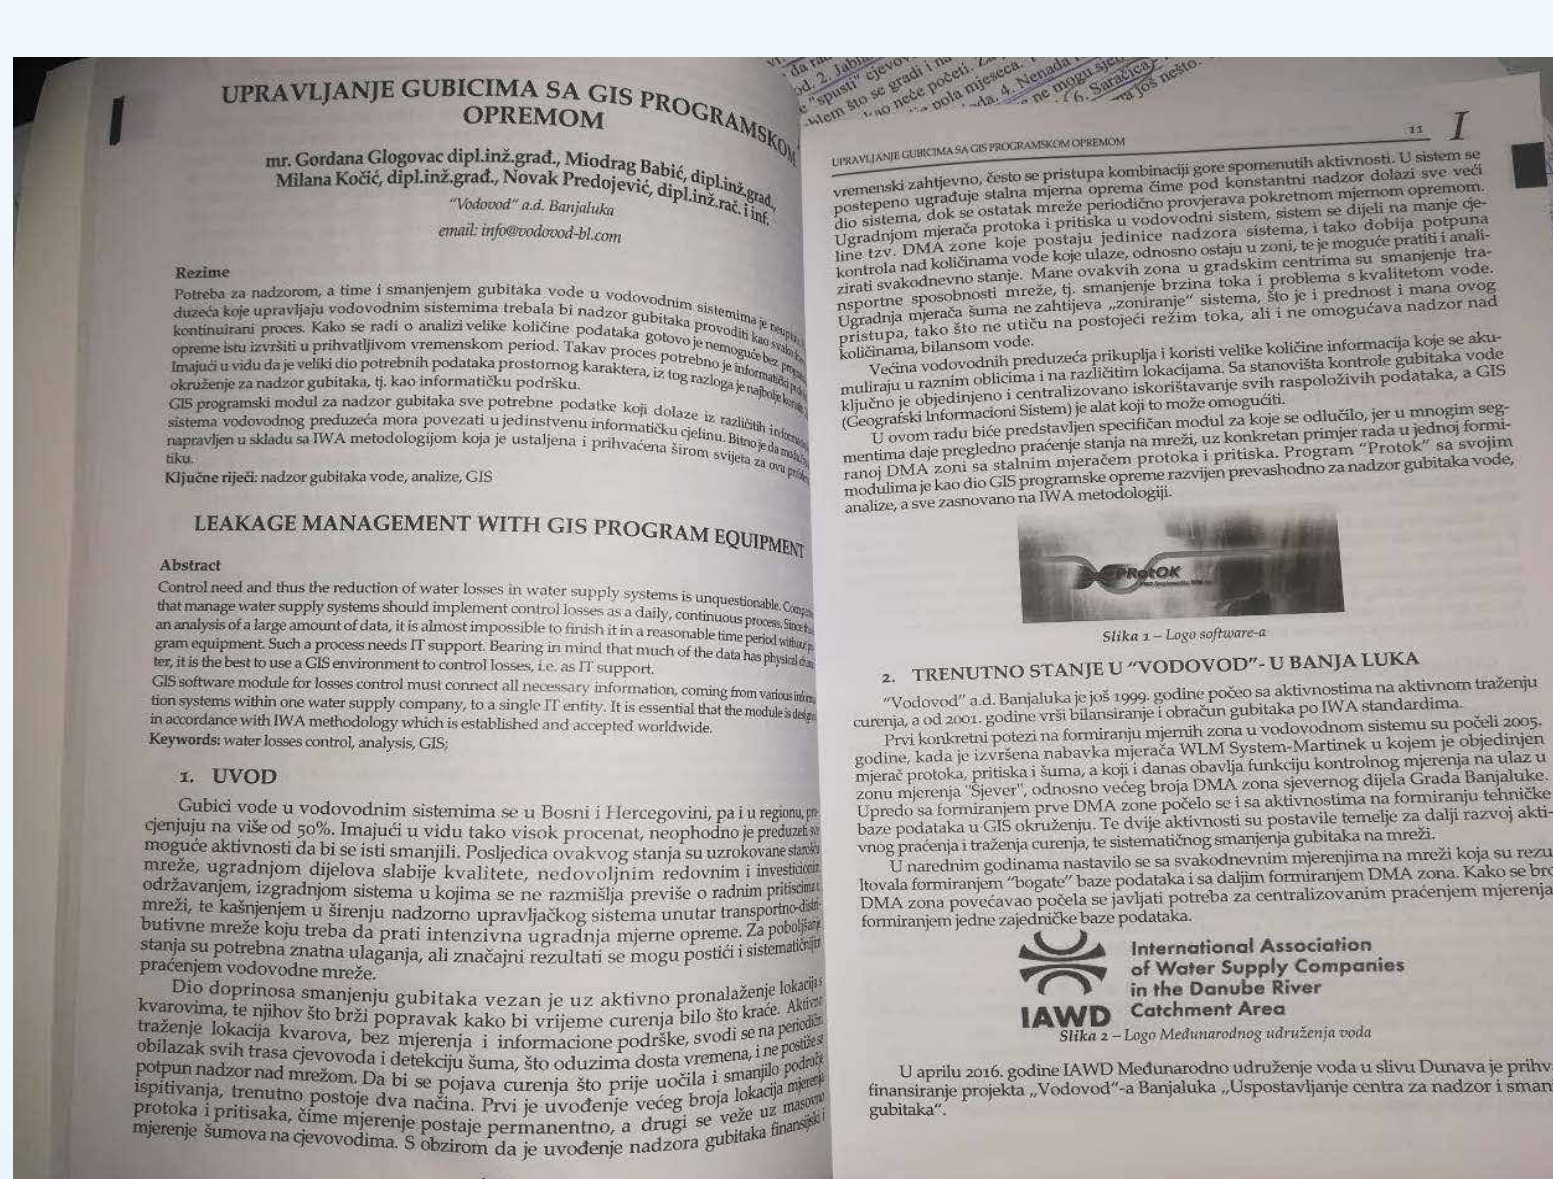 UPRAVLJANJE GUBICIMA SA GIS PROGRAMSKOM
OPREMOM
mr. Gordana Glogovac dipl.inž.građ., Miodrag Babić, dipl.inž.građ.,
Milana Kočić, dipl.inž.građ., Novak Predojević, dipl.inž.rač. i inf.
"Vodovod" a.d. Banjaluka
email: info@vodovod-bl.com
Rezime
Potreba za nadzorom, a time i smanjenjem gubitaka vode u vodovodnim sistemima je
duzeća koje upravljaju vodovodnim sistemima trebala bi nadzor gubitaka provoditi kao
kontinuirani proces. Kako se radi o analizi velike količine podataka gotovo je nemoguće bez
opreme istu izvršiti u prihvatljivom vremenskom period. Takav proces potrebno je informatički
Imajući u vidu da je veliki dio potrebnih podataka prostornog karaktera, iz tog razloga je najbolje
okruženje za nadzor gubitaka, tj. kao informatičku podršku.
GIS programski modul za nadzor gubitaka sve potrebne podatke koji dolaze iz različitih
sistema vodovodnog preduzeća mora povezati u jedinstvenu informatičku cjelinu. Bitno je da
napravljen u skladu sa IWA metodologijom koja je ustaljena i prihvaćena širom svijeta za ovu
tiku.
Ključne riječi: nadzor gubitaka vode, analize, GIS
LEAKAGE MANAGEMENT WITH GIS PROGRAM EQUIPMENT
Abstract
Control need and thus the reduction of water losses in water supply systems is unquestionable.
that manage water supply systems should implement control losses as a daily, continuous process. Since
an analysis of a large amount of data, it is almost impossible to finish it in a reasonable time period without
gram equipment. Such a process needs IT support. Bearing in mind that much of the data has physical
ter, it is the best to use a GIS environment to control losses, i.e. as IT support.
GIS software module for losses control must connect all necessary information, coming from various
tion systems within one water supply company, to a single IT entity. It is essential that the module is
in accordance with IWA methodology which is established and accepted worldwide.
Keywords: water losses control, analysis, GIS;
1. UVOD
Gubici vode u vodovodnim sistemima se u Bosni i Hercegovini, pa i u regionu,
cjenjuju na više od 50%. Imajući u vidu tako visok procenat, neophodno je preduzeti
moguće aktivnosti da bi se isti smanjili. Posljedica ovakvog stanja su uzrokovane
mreže, ugradnjom dijelova slabije kvalitete, nedovoljnim redovnim i
održavanjem, izgradnjom sistema u kojima se ne razmišlja previše o radnim
mreži, te kašnjenjem u širenju nadzorno upravljačkog sistema unutar transportno-distri-
butivne mreže koju treba da prati intenzivna ugradnja mjerne opreme. Za poboljšanje
stanja su potrebna znatna ulaganja, ali značajni rezultati se mogu postići i sistematičnijim
praćenjem vodovodne mreže.
Dio doprinosa smanjenju gubitaka vezan je uz aktivno pronalaženje lokacija s
kvarovima, te njihov što brži popravak kako bi vrijeme curenja bilo što kraće. Aktivno
traženje lokacija kvarova, bez mjerenja i informacione podrške, svodi se na periodični
obilazak svih trasa cjevovoda i detekciju šuma, što oduzima dosta vremena, i ne postiže se
potpun nadzor nad mrežom. Da bi se pojava curenja što prije uočila i smanjilo područje
ispitivanja, trenutno postoje dva načina. Prvi je uvođenje većeg broja lokacija mjerenja
protoka i pritisaka, čime mjerenje postaje permanentno, a drugi se veže uz masovno
mjerenje šumova na cjevovodima. S obzirom da je uvođenje nadzora gubitaka finansijski i
UPRAVLJANJE GUBICIMA SA GIS PROGRAMSKOM OPREMOM
11
I
vremenski zahtjevno, često se pristupa kombinaciji gore spomenutih aktivnosti. U sistem se
postepeno ugrađuje stalna mjerna oprema čime pod konstantni nadzor dolazi sve veći
dio sistema, dok se ostatak mreže periodično provjerava pokretnom mjernom opremom.
Ugradnjom mjerača protoka i pritiska u vodovodni sistem, sistem se dijeli na manje cje-
line tzv. DMA zone koje postaju jedinice nadzora sistema, i tako dobija potpuna
kontrola nad količinama vode koje ulaze, odnosno ostaju u zoni, te je moguće pratiti i anali-
zirati svakodnevno stanje. Mane ovakvih zona u gradskim centrima su smanjenje tra-
nsportne sposobnosti mreže, tj. smanjenje brzina toka i problema s kvalitetom vode.
Ugradnja mjerača šuma ne zahtijeva „zoniranje" sistema, što je i prednost i mana ovog
pristupa, tako što ne utiču na postojeći režim toka, ali i ne omogućava nadzor nad
količinama, bilansom vode.
Većina vodovodnih preduzeća prikuplja i koristi velike količine informacija koje se aku-
muliraju u raznim oblicima i na različitim lokacijama. Sa stanovišta kontrole gubitaka vode
ključno je objedinjeno i centralizovano iskorištavanje svih raspoloživih podataka, a GIS
(Geografski Informacioni Sistem) je alat koji to može omogućiti.
U ovom radu biće predstavljen specifičan modul za koje se odlučilo, jer u mnogim seg-
mentima daje pregledno praćenje stanja na mreži, uz konkretan primjer rada u jednoj formi-
ranoj DMA zoni sa stalnim mjeračem protoka i pritiska. Program "Protok" sa svojim
modulima je kao dio GIS programske opreme razvijen prevashodno za nadzor gubitaka vode,
analize, a sve zasnovano na IWA metodologiji.
PRotOK
Slika 1 – Logo software-a
2. TRENUTNO STANJE U "VODOVOD"- U BANJA LUKA
"Vodovod" a.d. Banjaluka je još 1999. godine počeo sa aktivnostima na aktivnom traženju
curenja, a od 2001. godine vrši bilansiranje i obračun gubitaka po IWA standardima.
Prvi konkretni potezi na formiranju mjernih zona u vodovodnom sistemu su počeli 2005.
godine, kada je izvršena nabavka mjerača WLM System-Martinek u kojem je objedinjen
mjerač protoka, pritiska i šuma, a koji i danas obavlja funkciju kontrolnog mjerenja na ulaz u
zonu mjerenja "Sjever", odnosno većeg broja DMA zona sjevernog dijela Grada Banjaluke.
Upredo sa formiranjem prve DMA zone počelo se i sa aktivnostima na formiranju tehničke
baze podataka u GIS okruženju. Te dvije aktivnosti su postavile temelje za dalji razvoj akti-
vnog praćenja i traženja curenja, te sistematičnog smanjenja gubitaka na mreži.
U narednim godinama nastavilo se sa svakodnevnim mjerenjima na mreži koja su rezu
ltovala formiranjem "bogate" baze podataka i sa daljim formiranjem DMA zona. Kako se bro
DMA zona povećavao počela se javljati potreba za centralizovanim praćenjem mjerenja
formiranjem jedne zajedničke baze podataka.
International Association
of Water Supply Companies
in the Danube River
Catchment Area
IAWD
Slika 2 – Logo Međunarodnog udruženja voda
U aprilu 2016. godine IAWD Međunarodno udruženje voda u slivu Dunava je prihv
finansiranje projekta „Vodovod"-a Banjaluka „Uspostavljanje centra za nadzor i sman
gubitaka".